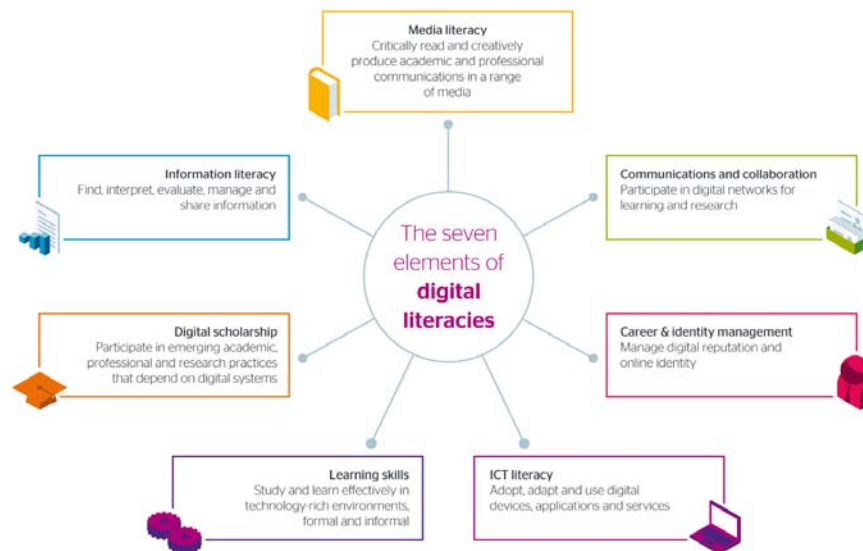 Media literacy
Critically read and creatively
produce academic and professional
communications in a range
of media
Information literacy
Find, interpret, evaluate, manage and
share information
Communications and collaboration
Participate in digital networks for
learning and research
The seven
elements of
digital
literacies
Digital scholarship
Participate in emerging academic,
professional and research practices
that depend on digital systems
Career & identity management
Manage digital reputation and
online identity
Learning skills
Study and learn effectively in
technology-rich environments,
formal and informal
ICT literacy
Adopt, adapt and use digital
devices, applications and services